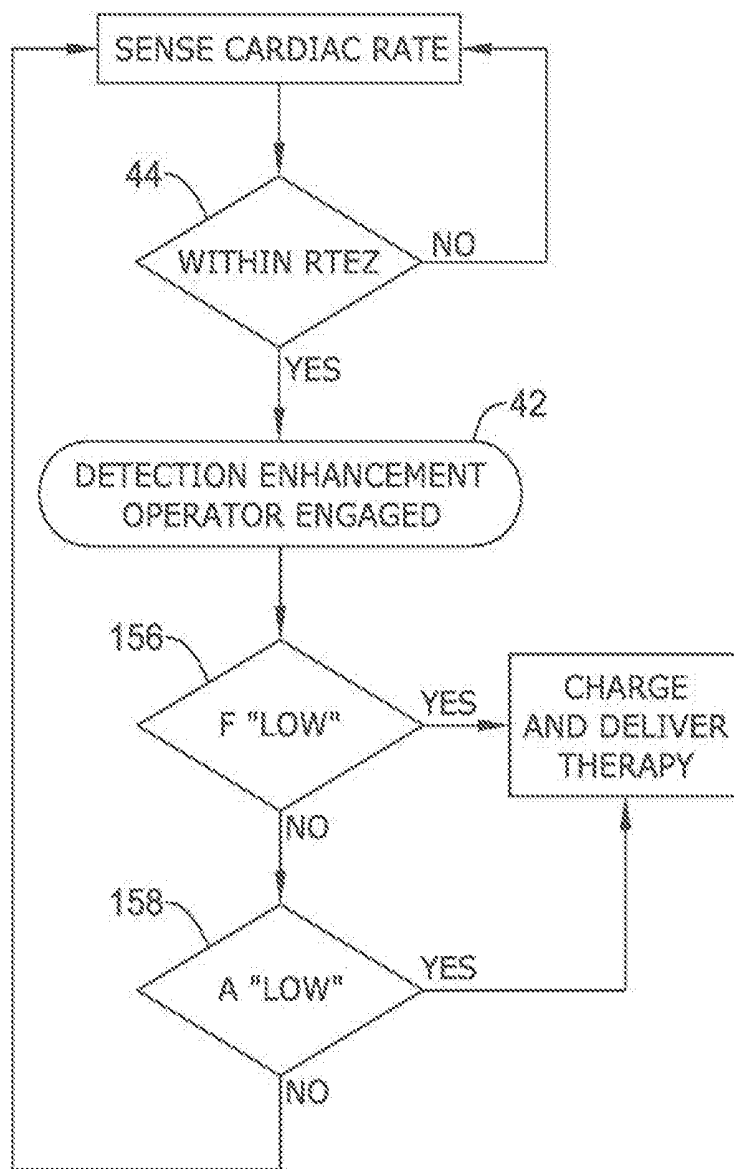 SENSE CARDIAC RATE
44
WITHIN RTEZ
NO
YES
42
DETECTION ENHANCEMENT
OPERATOR ENGAGED
156
F "LOW"
YES
CHARGE
AND DELIVER
THERAPY
NO
158
A "LOW"
YES
NO